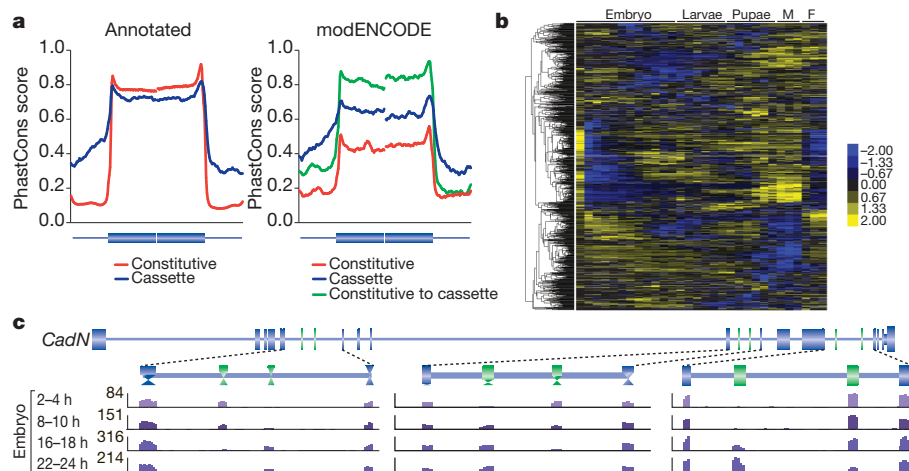 a
Annotated
modENCODE
PhastCons score
1.0
0.8
0.6
0.4
0.2
0.0
PhastCons score
1.0
0.8
0.6
0.4
0.2
0.0
Constitutive
Cassette
Constitutive
Cassette
Constitutive to cassette
b
Embryo Larvae Pupae M F
−2.00
−1.33
−0.67
0.00
0.67
1.33
2.00
c
CadN
Embryo
2–4 h 84
8–10 h 151
16–18 h 316
22–24 h 214